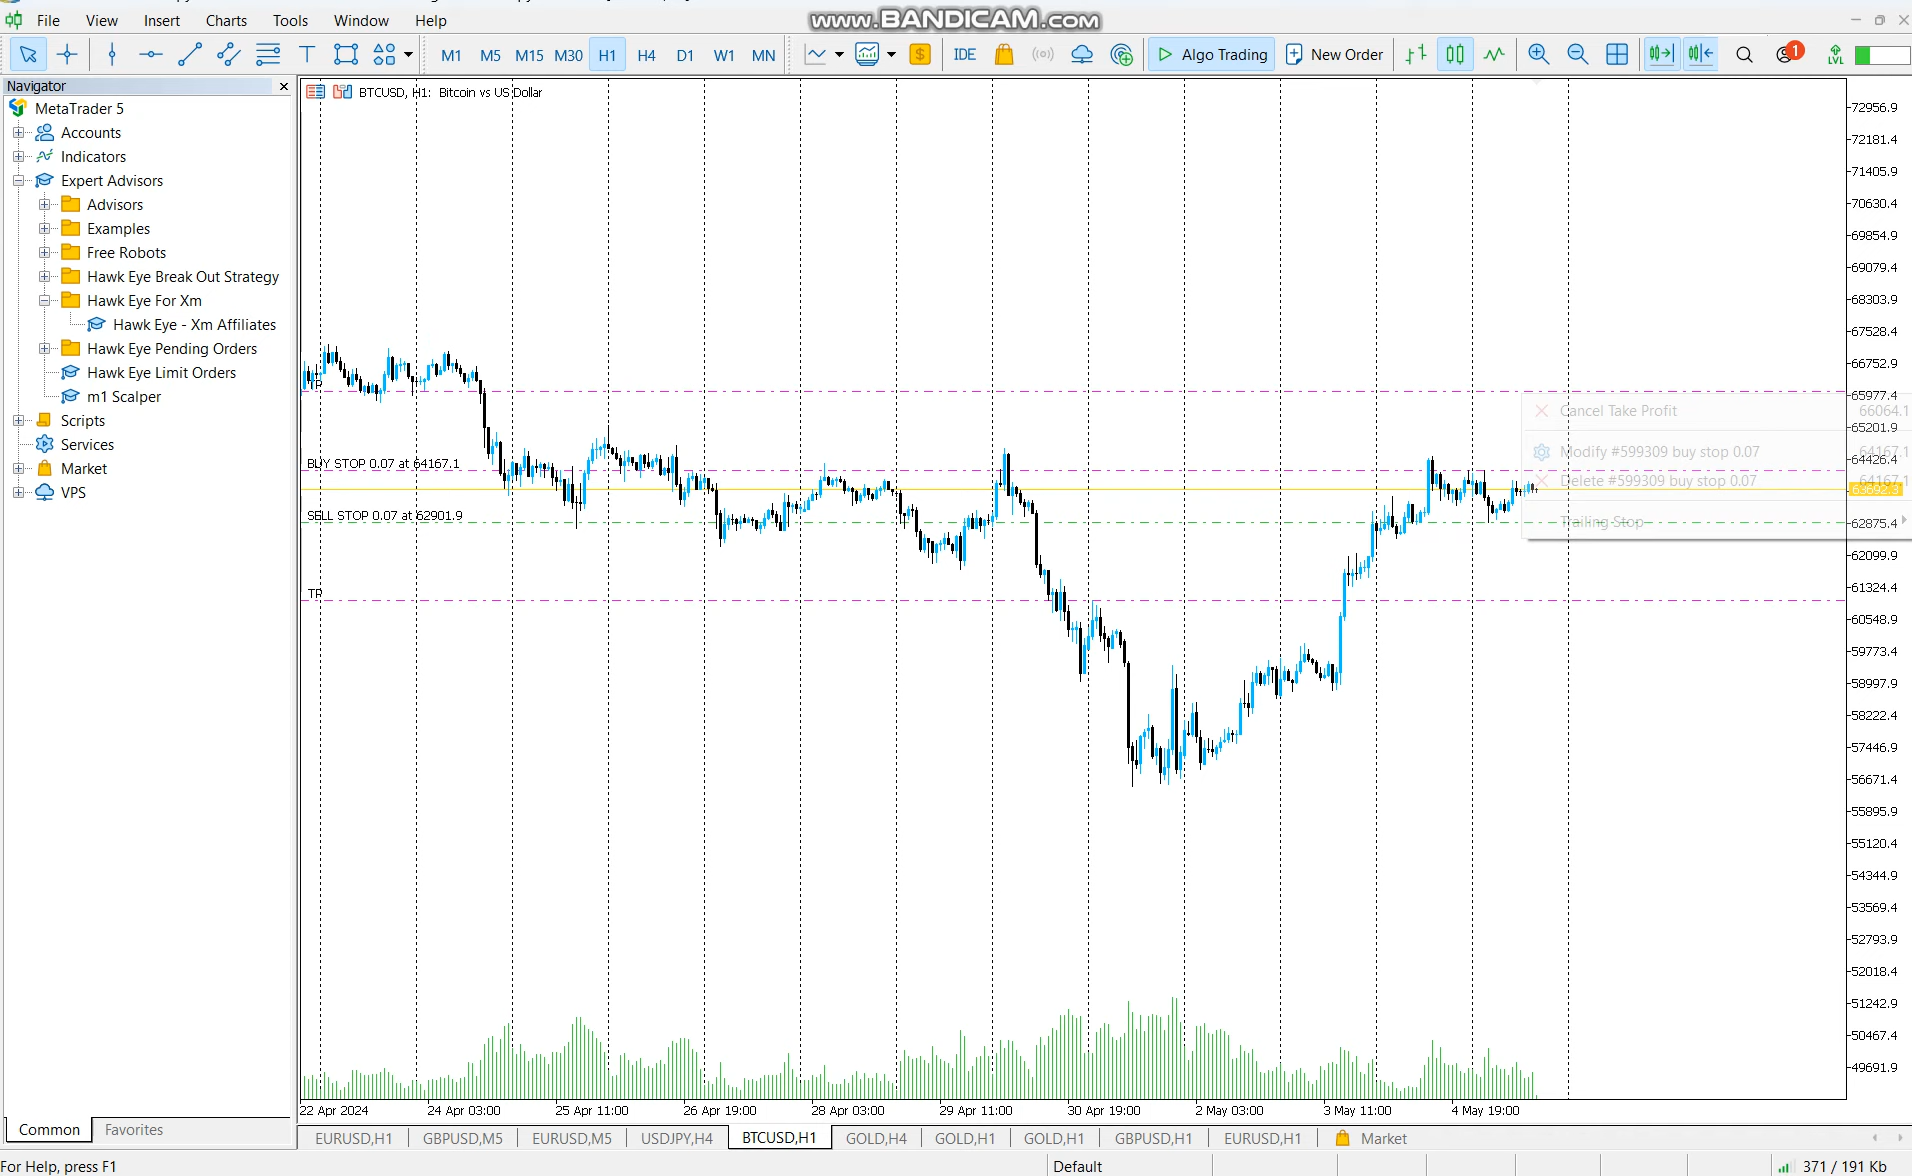 www.BANDICAM.com
File View Insert Charts Tools Window Help
M1 M5 M15 M30 H1 H4 D1 W1 MN IDE Algo Trading New Order 1 LVL
Navigator
MetaTrader 5
Accounts
Indicators
Expert Advisors
Advisors
Examples
Free Robots
Hawk Eye Break Out Strategy
Hawk Eye For Xm
Hawk Eye - Xm Affiliates
Hawk Eye Pending Orders
Hawk Eye Limit Orders
m1 Scalper
Scripts
Services
Market
VPS
Common Favorites
BTCUSD, H1: Bitcoin vs US Dollar
TP
BUY STOP 0.07 at 64167.1
SELL STOP 0.07 at 62901.9
TP
Cancel Take Profit 66064.1
Modify #599309 buy stop 0.07 64167.1
Delete #599309 buy stop 0.07 64167.1
Trailing Stop
72956.9
72181.4
71405.9
70630.4
69854.9
69079.4
68303.9
67528.4
66752.9
65977.4
65201.9
64426.4
63692.3
62875.4
62099.9
61324.4
60548.9
59773.4
58997.9
58222.4
57446.9
56671.4
55895.9
55120.4
54344.9
53569.4
52793.9
52018.4
51242.9
50467.4
49691.9
22 Apr 2024 24 Apr 03:00 25 Apr 11:00 26 Apr 19:00 28 Apr 03:00 29 Apr 11:00 30 Apr 19:00 2 May 03:00 3 May 11:00 4 May 19:00
EURUSD,H1 GBPUSD,M5 EURUSD,M5 USDJPY,H4 BTCUSD,H1 GOLD,H4 GOLD,H1 GOLD,H1 GBPUSD,H1 EURUSD,H1 Market
For Help, press F1 Default 371 / 191 Kb